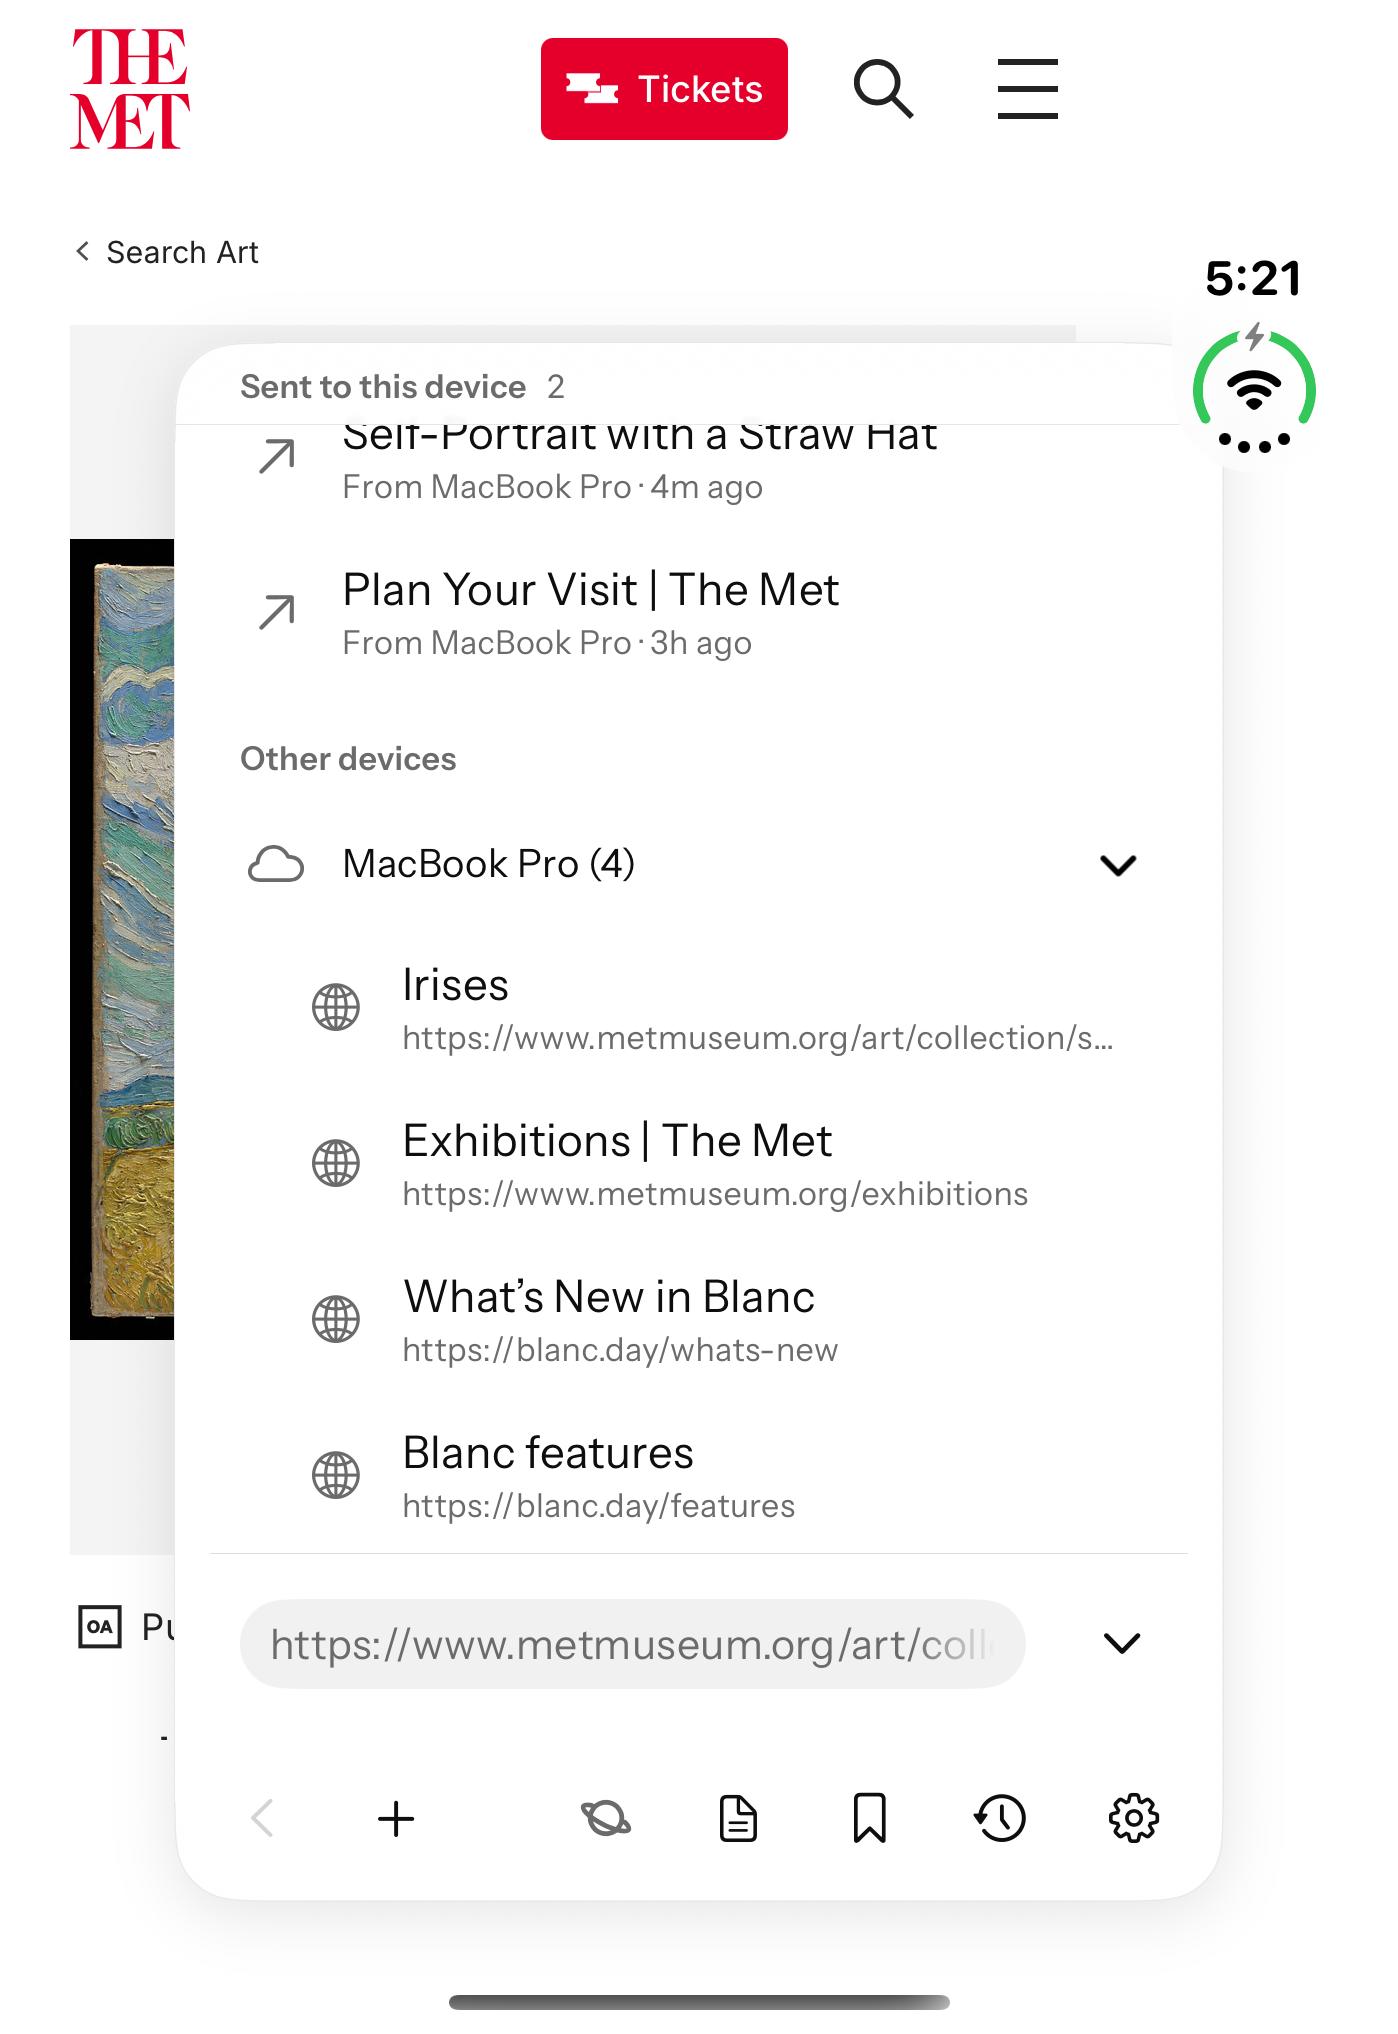 THE
MET
Tickets
Search Art
5:21
Sent to this device 2
Self-Portrait with a Straw Hat
From MacBook Pro · 4m ago
Plan Your Visit | The Met
From MacBook Pro · 3h ago
Other devices
MacBook Pro (4)
Irises
https://www.metmuseum.org/art/collection/s...
Exhibitions | The Met
https://www.metmuseum.org/exhibitions
What’s New in Blanc
https://blanc.day/whats-new
Blanc features
https://blanc.day/features
OA
https://www.metmuseum.org/art/coll